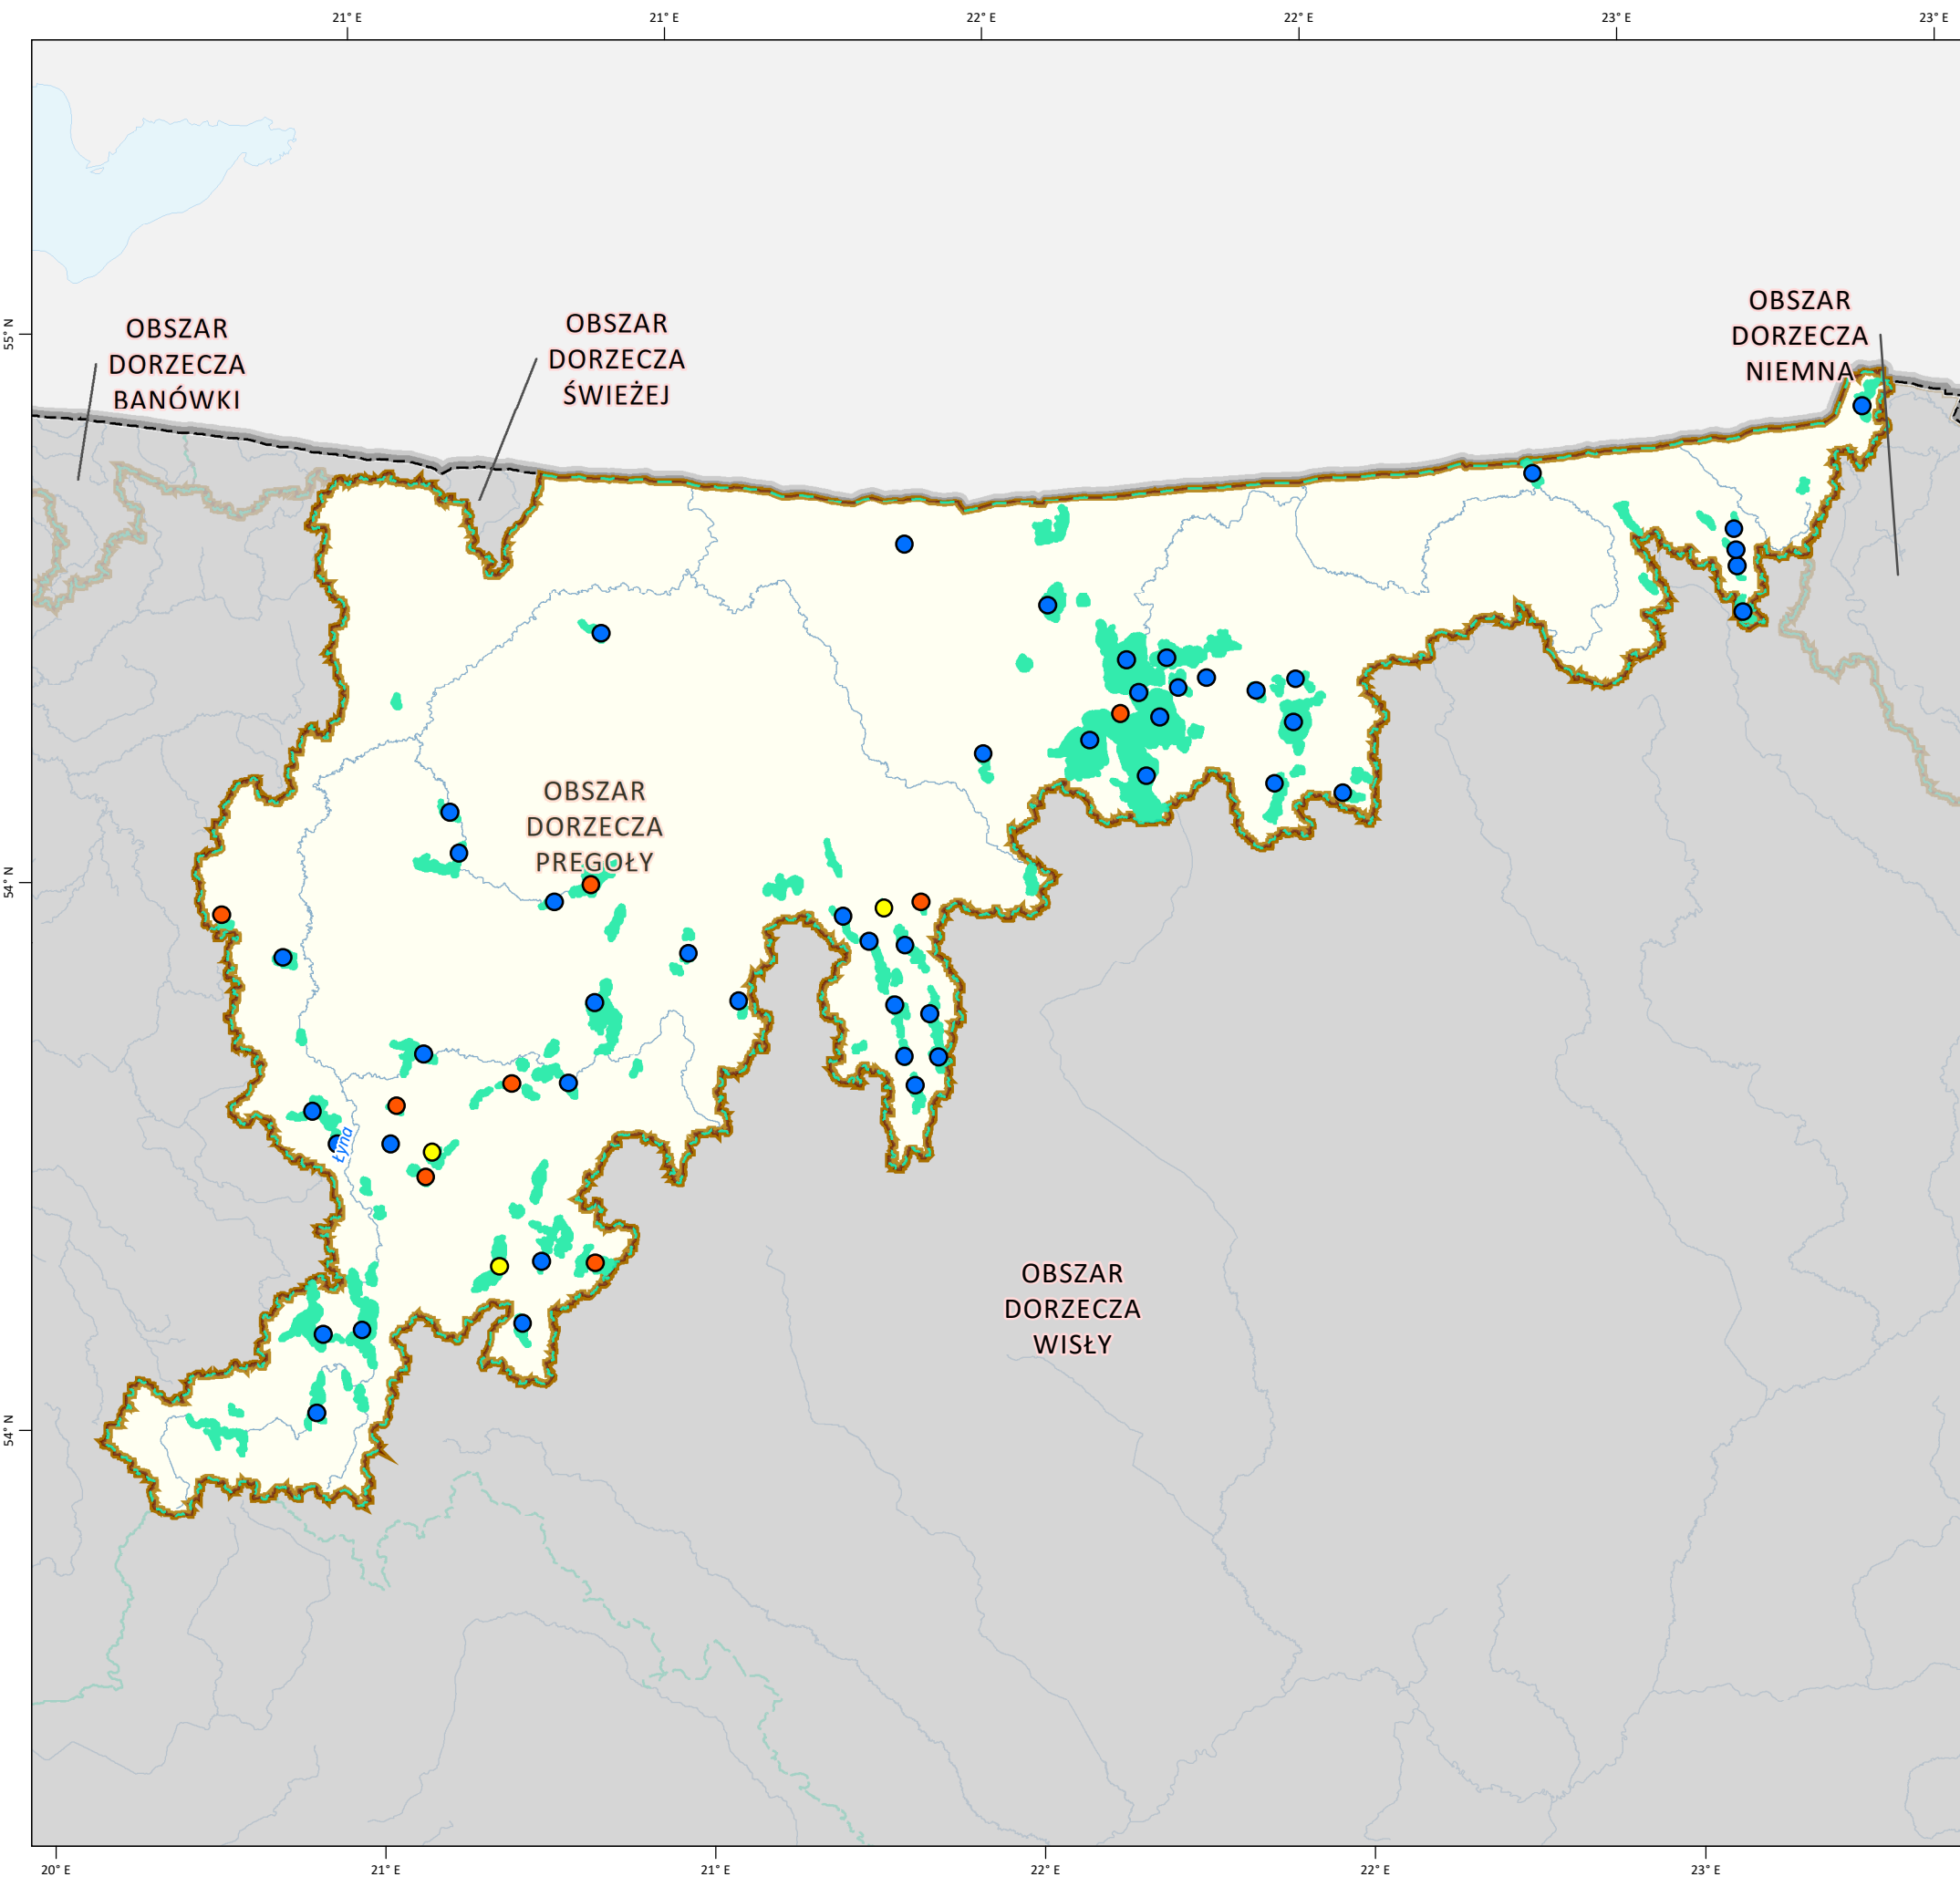 21° E 21° E 22° E 22° E 23° E 23° E
55° N
OBSZAR
DORZECZA
BANÓWKI
OBSZAR
DORZECZA
ŚWIEŻEJ
OBSZAR
DORZECZA
NIEMNA
OBSZAR
DORZECZA
PREGOŁY
54° N
Łyna
OBSZAR
DORZECZA
WISŁY
54° N
20° E 21° E 21° E 22° E 22° E 23° E